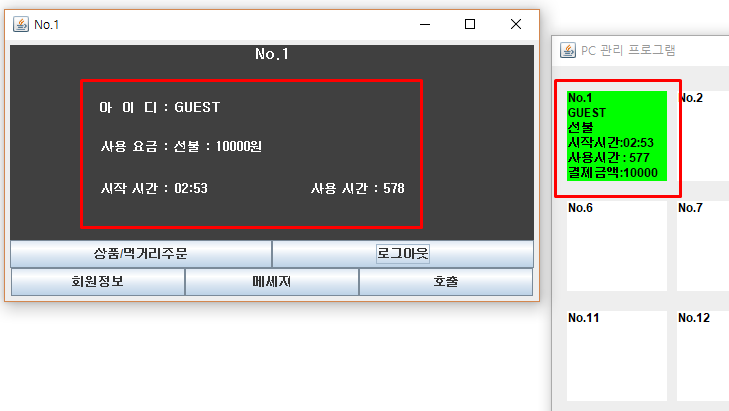 No.1
No.1
아 이 디 : GUEST
사용 요금 : 선불 : 10000원
시작 시간 : 02:53 사용 시간 : 578
상품/먹거리주문 로그아웃
회원정보 메세지 호출
PC 관리 프로그램
No.1 No.2
GUEST
선불
시작시간:02:53
사용시간 : 577
결제금액:10000
No.6 No.7
No.11 No.12